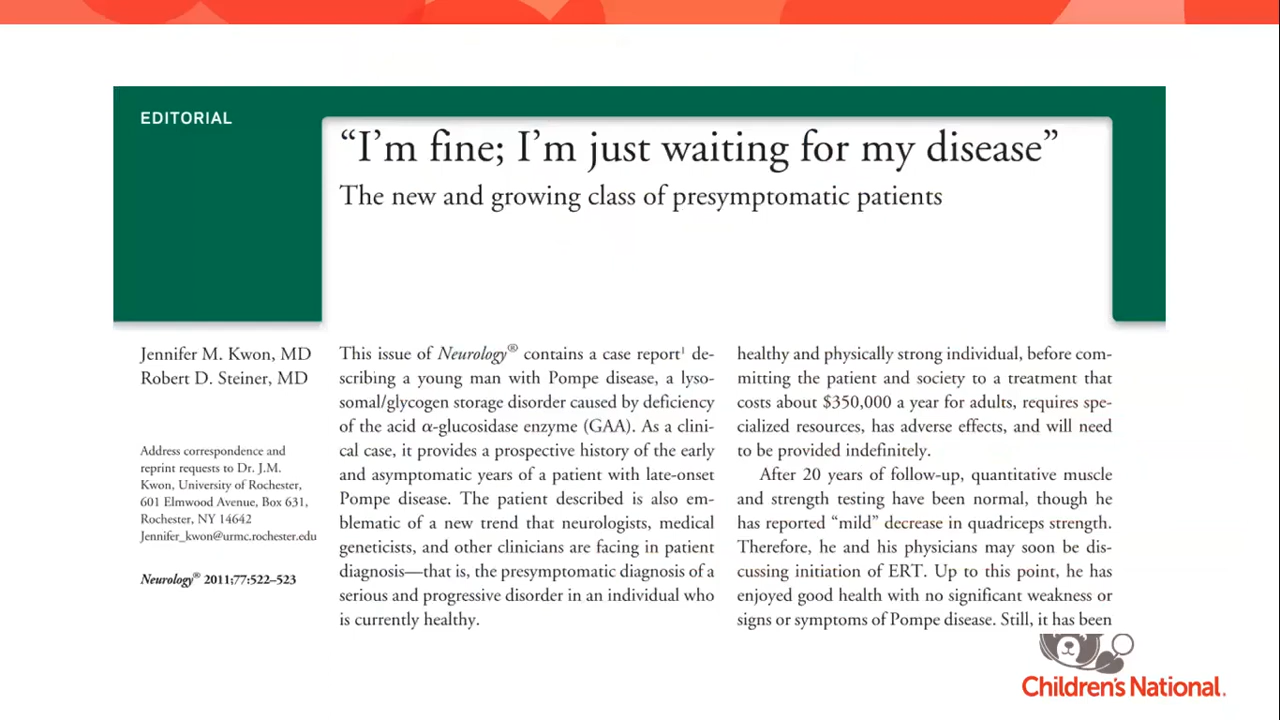 EDITORIAL
“I’m fine; I’m just waiting for my disease”
The new and growing class of presymptomatic patients
Jennifer M. Kwon, MD
Robert D. Steiner, MD
Address correspondence and
reprint requests to Dr. J.M.
Kwon, University of Rochester,
601 Elmwood Avenue, Box 631,
Rochester, NY 14642
Jennifer_kwon@urmc.rochester.edu
Neurology® 2011;77:522–523
This issue of Neurology® contains a case report¹ de-
scribing a young man with Pompe disease, a lyso-
somal/glycogen storage disorder caused by deficiency
of the acid α-glucosidase enzyme (GAA). As a clini-
cal case, it provides a prospective history of the early
and asymptomatic years of a patient with late-onset
Pompe disease. The patient described is also em-
blematic of a new trend that neurologists, medical
geneticists, and other clinicians are facing in patient
diagnosis—that is, the presymptomatic diagnosis of a
serious and progressive disorder in an individual who
is currently healthy.
healthy and physically strong individual, before com-
mitting the patient and society to a treatment that
costs about $350,000 a year for adults, requires spe-
cialized resources, has adverse effects, and will need
to be provided indefinitely.
After 20 years of follow-up, quantitative muscle
and strength testing have been normal, though he
has reported “mild” decrease in quadriceps strength.
Therefore, he and his physicians may soon be dis-
cussing initiation of ERT. Up to this point, he has
enjoyed good health with no significant weakness or
signs or symptoms of Pompe disease. Still, it has been
Children's National.